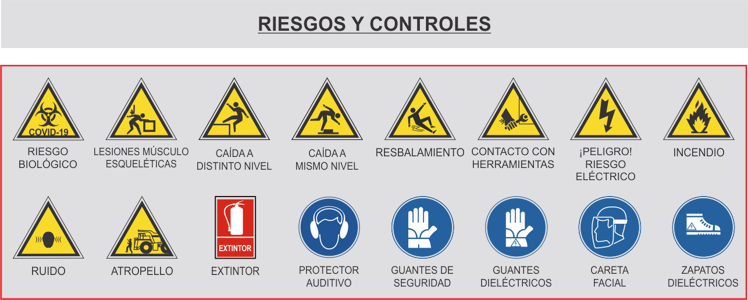 RIESGOS Y CONTROLES
COVID-19
RIESGO
BIOLÓGICO
LESIONES MÚSCULO
ESQUELÉTICAS
CAÍDA A
DISTINTO NIVEL
CAÍDA A
MISMO NIVEL
RESBALAMIENTO
CONTACTO CON
HERRAMIENTAS
¡PELIGRO!
RIESGO
ELÉCTRICO
INCENDIO
RUIDO
ATROPELLO
EXTINTOR
EXTINTOR
PROTECTOR
AUDITIVO
GUANTES DE
SEGURIDAD
GUANTES
DIELÉCTRICOS
CARETA
FACIAL
ZAPATOS
DIELÉCTRICOS